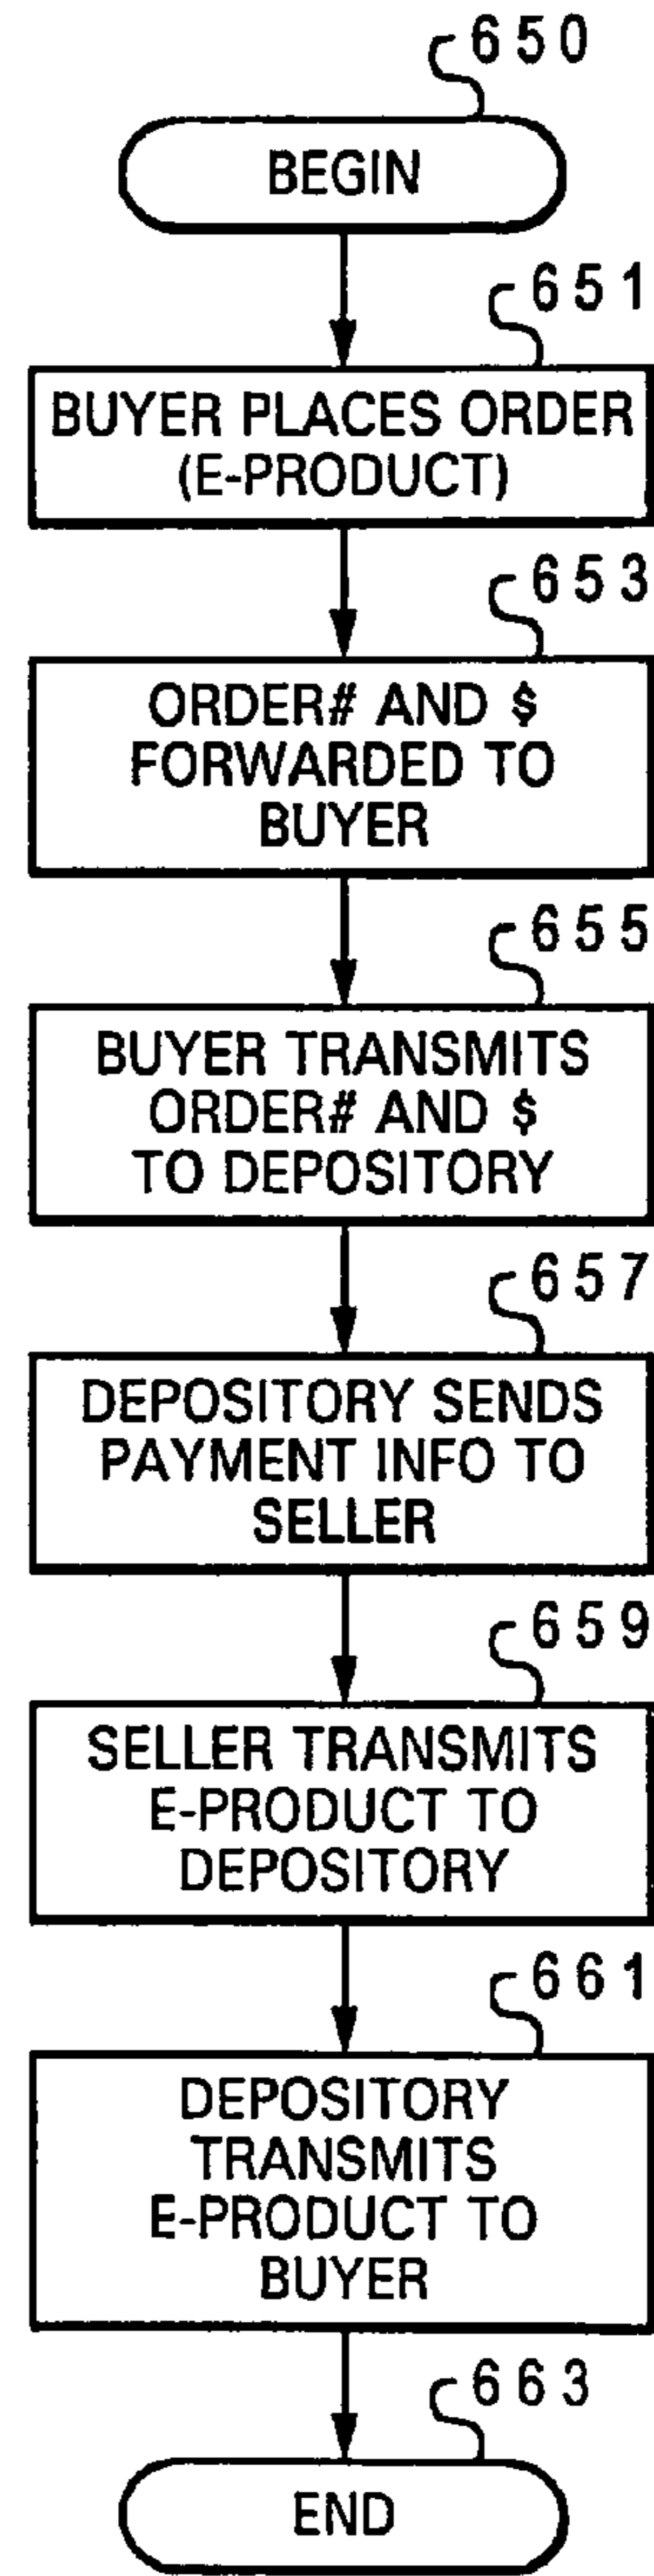 650
BEGIN
651
BUYER PLACES ORDER
(E-PRODUCT)
653
ORDER# AND $
FORWARDED TO
BUYER
655
BUYER TRANSMITS
ORDER# AND $
TO DEPOSITORY
657
DEPOSITORY SENDS
PAYMENT INFO TO
SELLER
659
SELLER TRANSMITS
E-PRODUCT TO
DEPOSITORY
661
DEPOSITORY
TRANSMITS
E-PRODUCT TO
BUYER
663
END